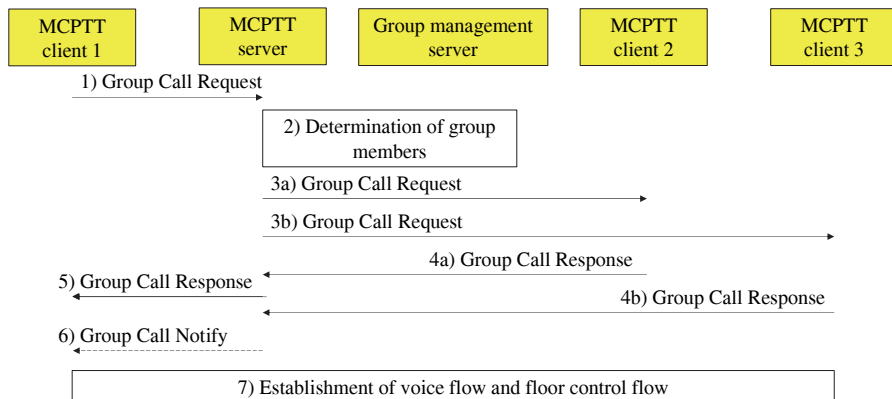 MCPTT
client 1
MCPTT
server
Group management
server
MCPTT
client 2
MCPTT
client 3
1) Group Call Request
2) Determination of group
members
3a) Group Call Request
3b) Group Call Request
4a) Group Call Response
5) Group Call Response
4b) Group Call Response
6) Group Call Notify
7) Establishment of voice flow and floor control flow